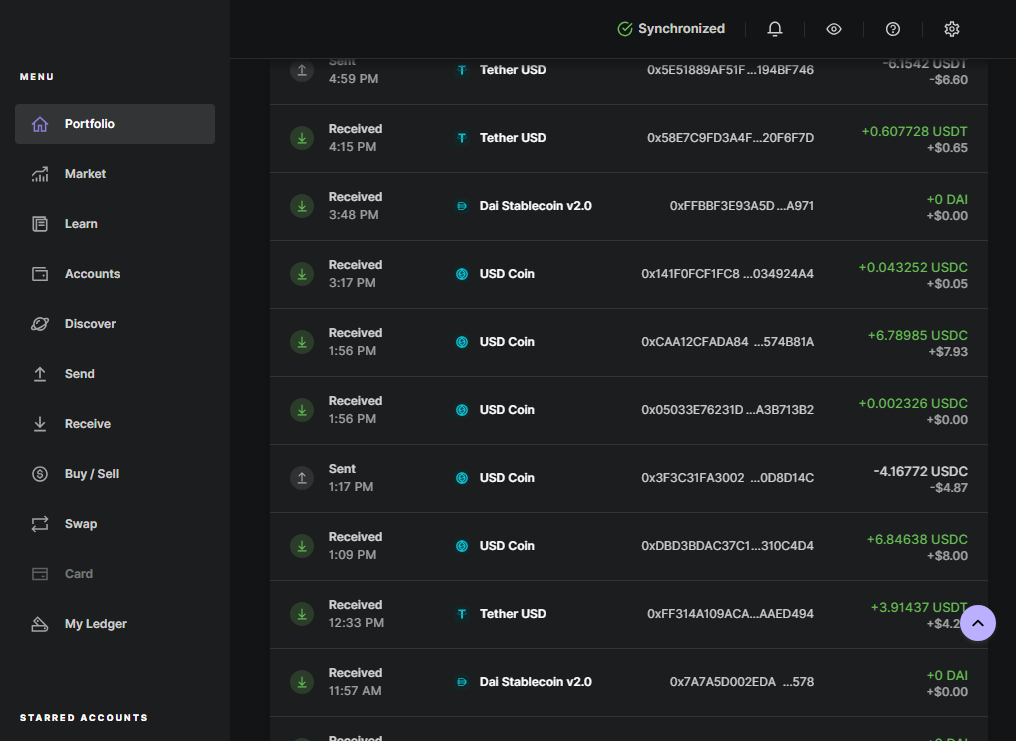 Synchronized
MENU
Portfolio
Market
Learn
Accounts
Discover
Send
Receive
Buy / Sell
Swap
Card
My Ledger
STARRED ACCOUNTS
Sent
4:59 PM
Tether USD
0x5E51889AF51F...194BF746
-6.1542 USDT
-$6.60
Received
4:15 PM
Tether USD
0x58E7C9FD3A4F...20F6F7D
+0.607728 USDT
+$0.65
Received
3:48 PM
Dai Stablecoin v2.0
0xFFBBF3E93A5D...A971
+0 DAI
+$0.00
Received
3:17 PM
USD Coin
0x141F0FCF1FC8 ...034924A4
+0.043252 USDC
+$0.05
Received
1:56 PM
USD Coin
0xCAA12CFADA84 ...574B81A
+6.78985 USDC
+$7.93
Received
1:56 PM
USD Coin
0x05033E76231D...A3B713B2
+0.002326 USDC
+$0.00
Sent
1:17 PM
USD Coin
0x3F3C31FA3002 ...0D8D14C
-4.16772 USDC
-$4.87
Received
1:09 PM
USD Coin
0xDBD3BDAC37C1...310C4D4
+6.84638 USDC
+$8.00
Received
12:33 PM
Tether USD
0xFF314A109ACA...AAED494
+3.91437 USDT
Received
11:57 AM
Dai Stablecoin v2.0
0x7A7A5D002EDA ...578
+0 DAI
+$0.00
Received
+0 DAI